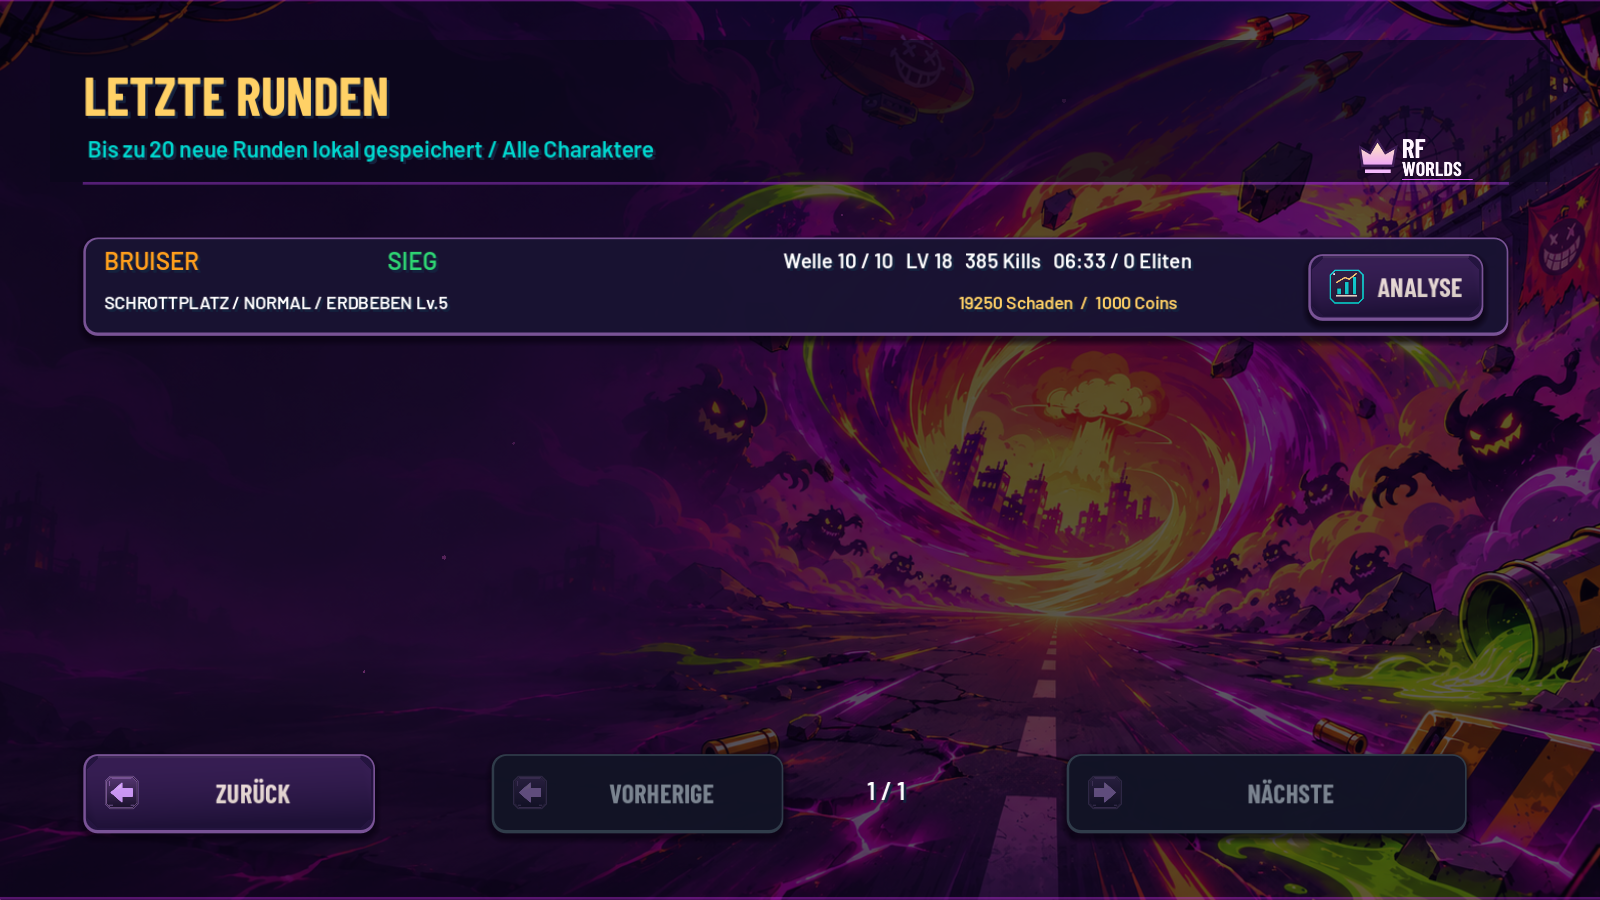 LETZTE RUNDEN
Bis zu 20 neue Runden lokal gespeichert / Alle Charaktere
RF
WORLDS
BRUISER SIEG Welle 10 / 10 LV 18 385 Kills 06:33 / 0 Eliten
SCHROTTPLATZ / NORMAL / ERDBEBEN Lv.5 19250 Schaden / 1000 Coins
ANALYSE
ZURÜCK VORHERIGE 1 / 1 NÄCHSTE